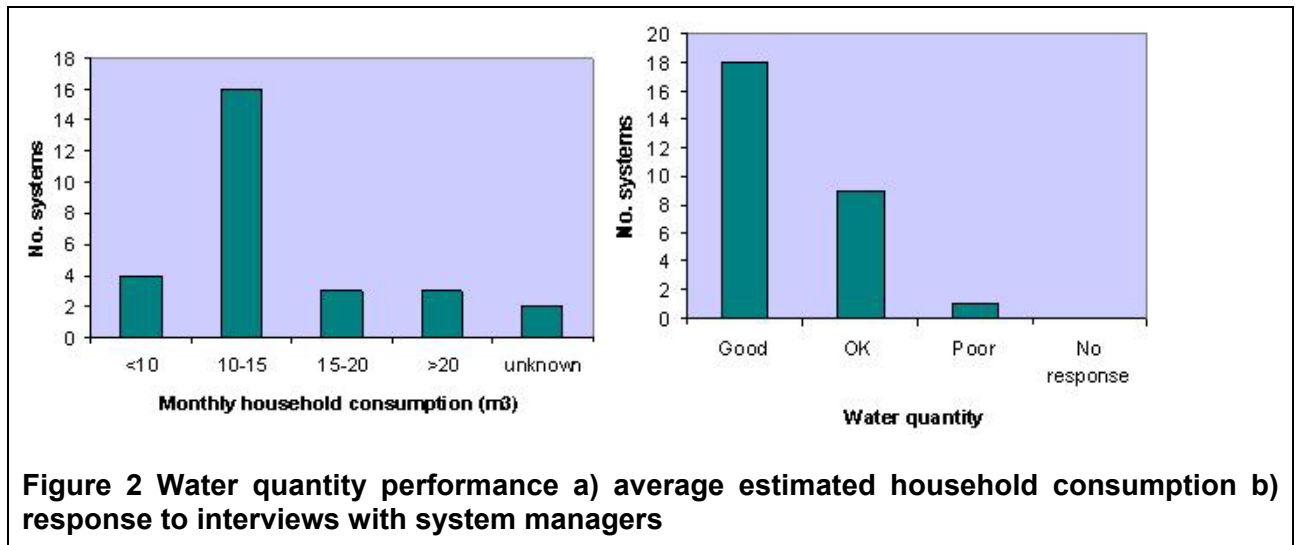 18
16
14
12
10
8
6
4
2
0
No. systems
<10 10-15 15-20 >20 unknown
Monthly household consumption (m3)
20
18
16
14
12
10
8
6
4
2
0
No. systems
Good OK Poor No
response
Water quantity
Figure 2 Water quantity performance a) average estimated household consumption b)
response to interviews with system managers